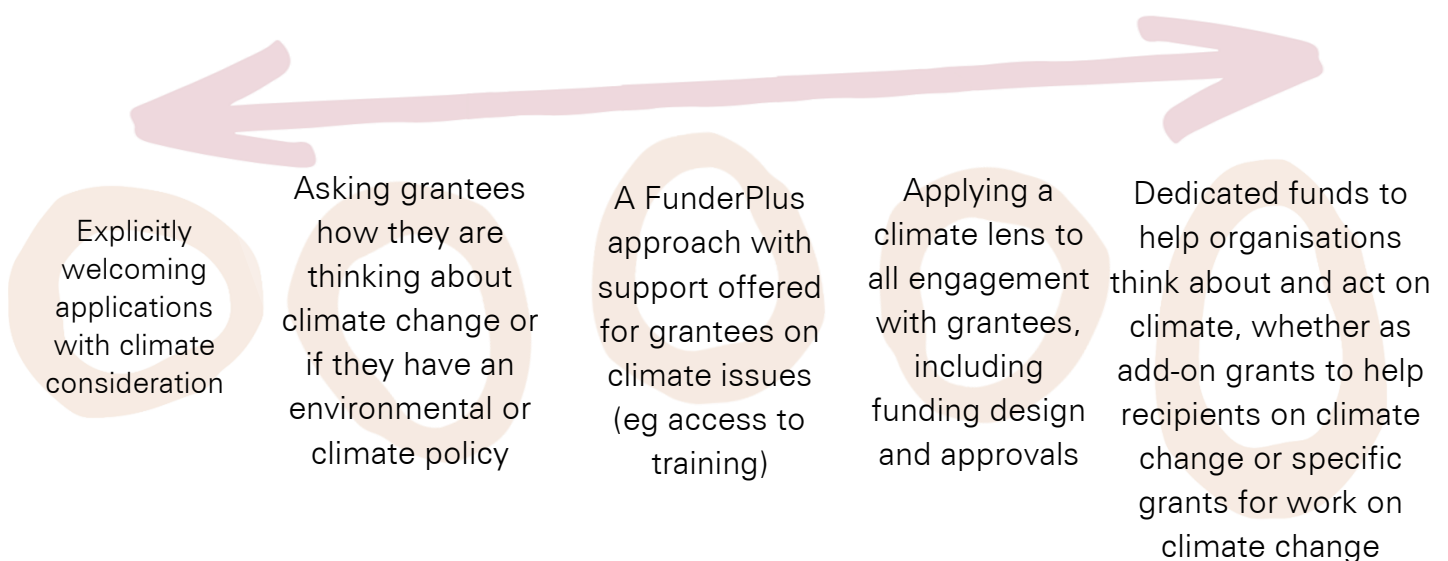 Explicitly
welcoming
applications
with climate
consideration
Asking grantees
how they are
thinking about
climate change or
if they have an
environmental or
climate policy
A FunderPlus
approach with
support offered
for grantees on
climate issues
(eg access to
training)
Applying a
climate lens to
all engagement
with grantees,
including
funding design
and approvals
Dedicated funds to
help organisations
think about and act on
climate, whether as
add-on grants to help
recipients on climate
change or specific
grants for work on
climate change